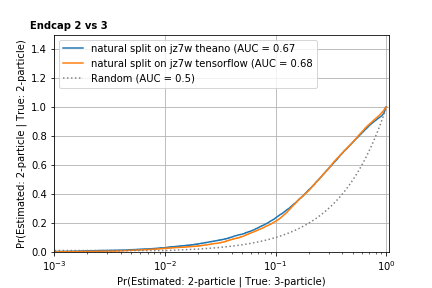 Endcap 2 vs 3
natural split on jz7w theano (AUC = 0.67
natural split on jz7w tensorflow (AUC = 0.68
Random (AUC = 0.5)
Pr(Estimated: 2-particle | True: 2-particle)
1.4
1.2
1.0
0.8
0.6
0.4
0.2
0.0
10⁻³ 10⁻² 10⁻¹ 10⁰
Pr(Estimated: 2-particle | True: 3-particle)